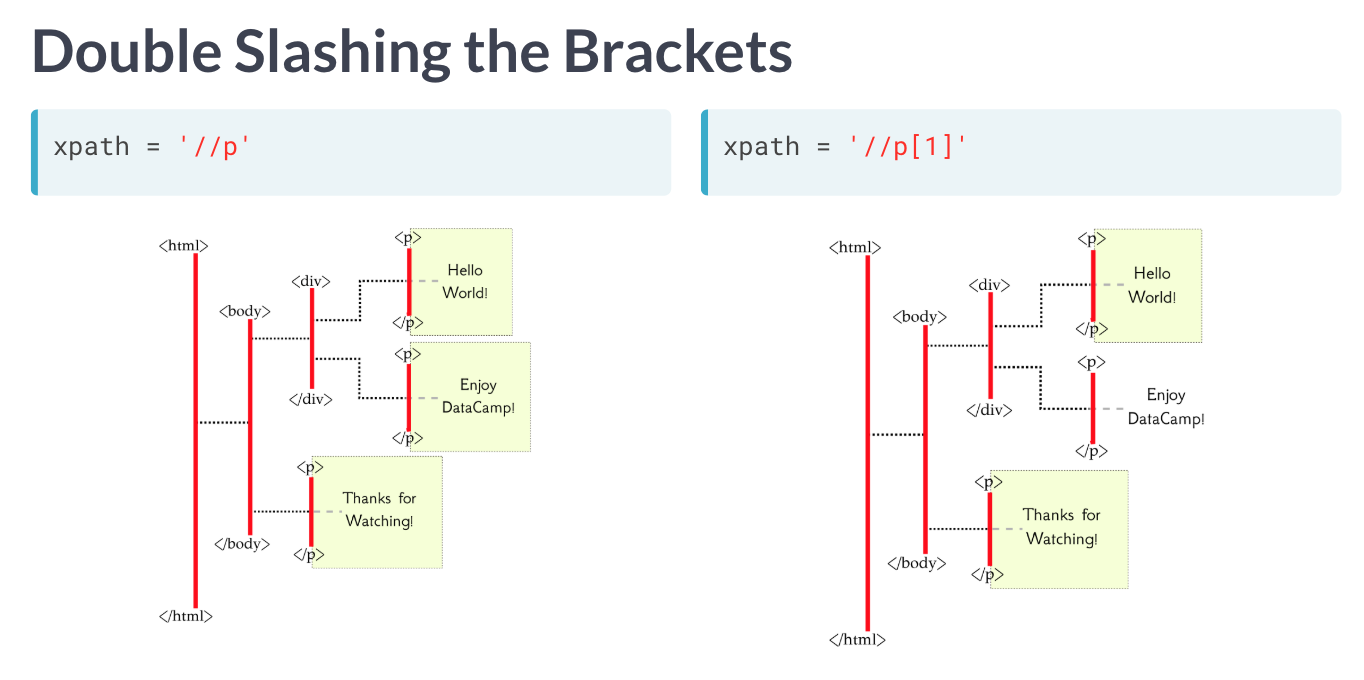 Double Slashing the Brackets
xpath = '//p'
<html>
<body>
<div>
<p>
Hello
World!
</p>
<p>
Enjoy
DataCamp!
</p>
</div>
<p>
Thanks for
Watching!
</p>
</body>
</html>
xpath = '//p[1]'
<html>
<body>
<div>
<p>
Hello
World!
</p>
<p>
Enjoy
DataCamp!
</p>
</div>
<p>
Thanks for
Watching!
</p>
</body>
</html>